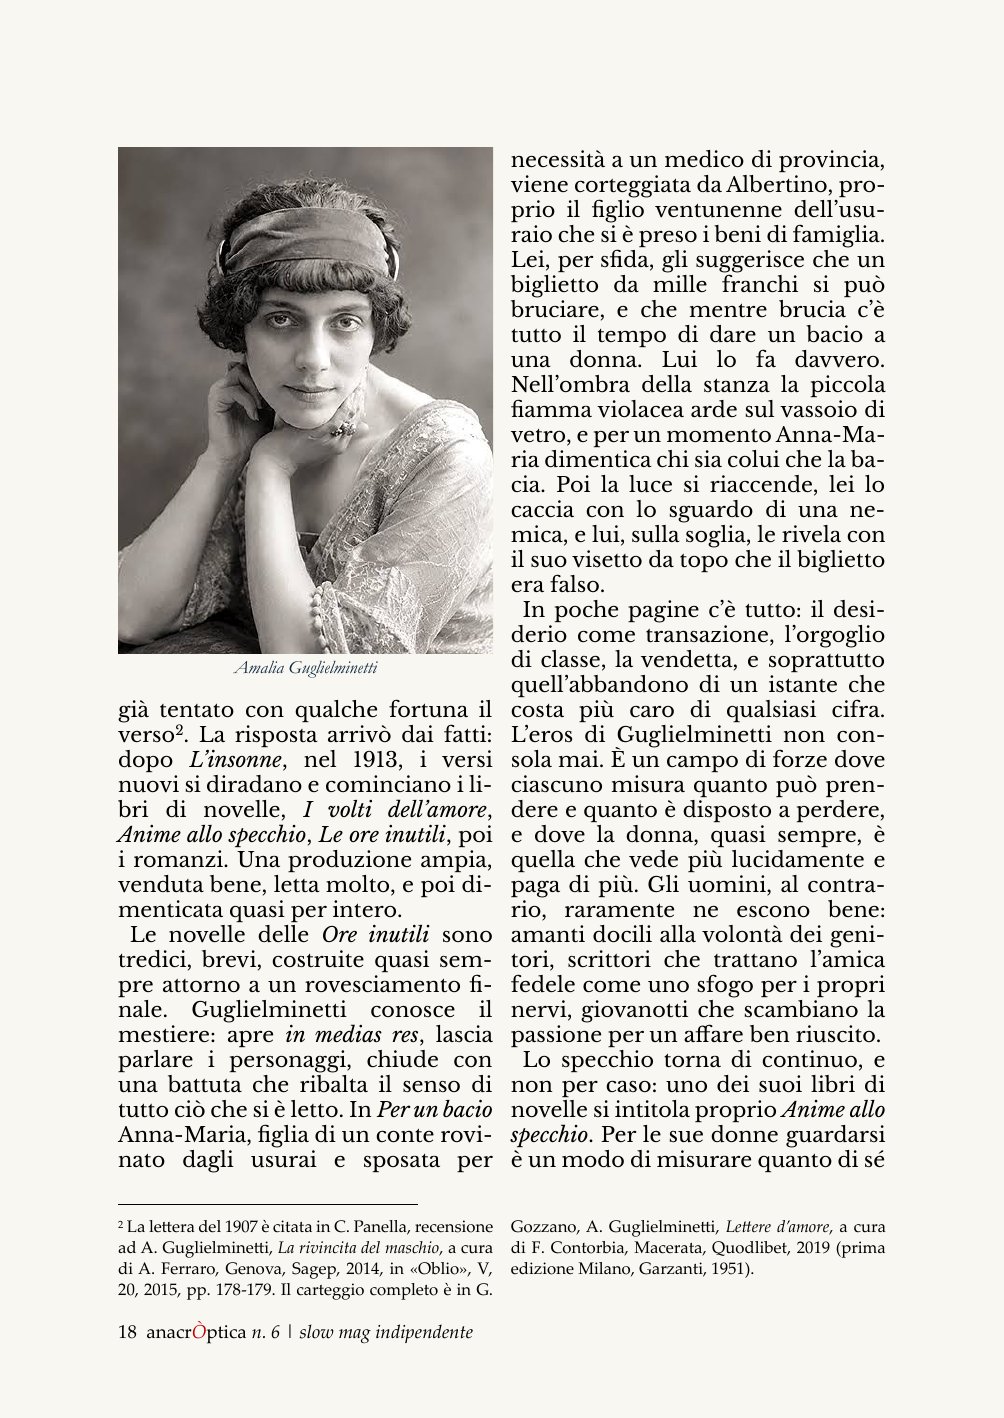 Amalia Guglielminetti
già tentato con qualche fortuna il
verso². La risposta arrivò dai fatti:
dopo L’insonne, nel 1913, i versi
nuovi si diradano e cominciano i li-
bri di novelle, I volti dell’amore,
Anime allo specchio, Le ore inutili, poi
i romanzi. Una produzione ampia,
venduta bene, letta molto, e poi di-
menticata quasi per intero.
Le novelle delle Ore inutili sono
tredici, brevi, costruite quasi sem-
pre attorno a un rovesciamento fi-
nale. Guglielminetti conosce il
mestiere: apre in medias res, lascia
parlare i personaggi, chiude con
una battuta che ribalta il senso di
tutto ciò che si è letto. In Per un bacio
Anna-Maria, figlia di un conte rovi-
nato dagli usurai e sposata per
necessità a un medico di provincia,
viene corteggiata da Albertino, pro-
prio il figlio ventunenne dell’usu-
raio che si è preso i beni di famiglia.
Lei, per sfida, gli suggerisce che un
biglietto da mille franchi si può
bruciare, e che mentre brucia c’è
tutto il tempo di dare un bacio a
una donna. Lui lo fa davvero.
Nell’ombra della stanza la piccola
fiamma violacea arde sul vassoio di
vetro, e per un momento Anna-Ma-
ria dimentica chi sia colui che la ba-
cia. Poi la luce si riaccende, lei lo
caccia con lo sguardo di una ne-
mica, e lui, sulla soglia, le rivela con
il suo visetto da topo che il biglietto
era falso.
In poche pagine c’è tutto: il desi-
derio come transazione, l’orgoglio
di classe, la vendetta, e soprattutto
quell’abbandono di un istante che
costa più caro di qualsiasi cifra.
L’eros di Guglielminetti non con-
sola mai. È un campo di forze dove
ciascuno misura quanto può pren-
dere e quanto è disposto a perdere,
e dove la donna, quasi sempre, è
quella che vede più lucidamente e
paga di più. Gli uomini, al contra-
rio, raramente ne escono bene:
amanti docili alla volontà dei geni-
tori, scrittori che trattano l’amica
fedele come uno sfogo per i propri
nervi, giovanotti che scambiano la
passione per un affare ben riuscito.
Lo specchio torna di continuo, e
non per caso: uno dei suoi libri di
novelle si intitola proprio Anime allo
specchio. Per le sue donne guardarsi
è un modo di misurare quanto di sé
² La lettera del 1907 è citata in C. Panella, recensione
ad A. Guglielminetti, La rivincita del maschio, a cura
di A. Ferraro, Genova, Sagep, 2014, in «Oblio», V,
20, 2015, pp. 178-179. Il carteggio completo è in G.
Gozzano, A. Guglielminetti, Lettere d’amore, a cura
di F. Contorbia, Macerata, Quodlibet, 2019 (prima
edizione Milano, Garzanti, 1951).
18 anacrÒptica n. 6 | slow mag indipendente